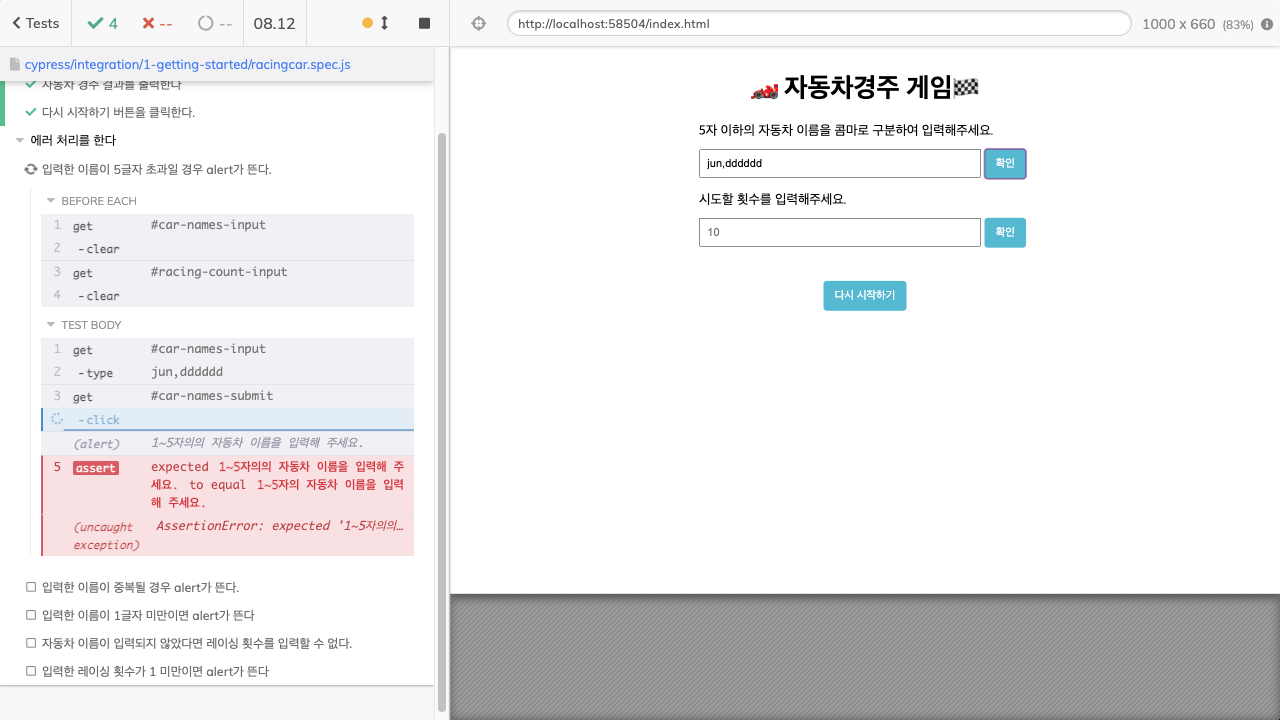 Tests
4
--
--
08.12
http://localhost:58504/index.html
1000 x 660 (83%)
cypress/integration/1-getting-started/racingcar.spec.js
자동차 경주 결과를 출력한다
다시 시작하기 버튼을 클릭한다.
에러 처리를 한다
입력한 이름이 5글자 초과일 경우 alert가 뜬다.
BEFORE EACH
1 get #car-names-input
2 -clear
3 get #racing-count-input
4 -clear
TEST BODY
1 get #car-names-input
2 -type jun,dddddd
3 get #car-names-submit
-click
(alert) 1~5자의의 자동차 이름을 입력해 주세요.
5 assert expected 1~5자의의 자동차 이름을 입력해 주
세요. to equal 1~5자의 자동차 이름을 입력
해 주세요.
(uncaught AssertionError: expected '1~5자의의…
exception)
입력한 이름이 중복될 경우 alert가 뜬다.
입력한 이름이 1글자 미만이면 alert가 뜬다
자동차 이름이 입력되지 않았다면 레이싱 횟수를 입력할 수 없다.
입력한 레이싱 횟수가 1 미만이면 alert가 뜬다
🏎️ 자동차경주 게임🏁
5자 이하의 자동차 이름을 콤마로 구분하여 입력해주세요.
jun,dddddd 확인
시도할 횟수를 입력해주세요.
10 확인
다시 시작하기